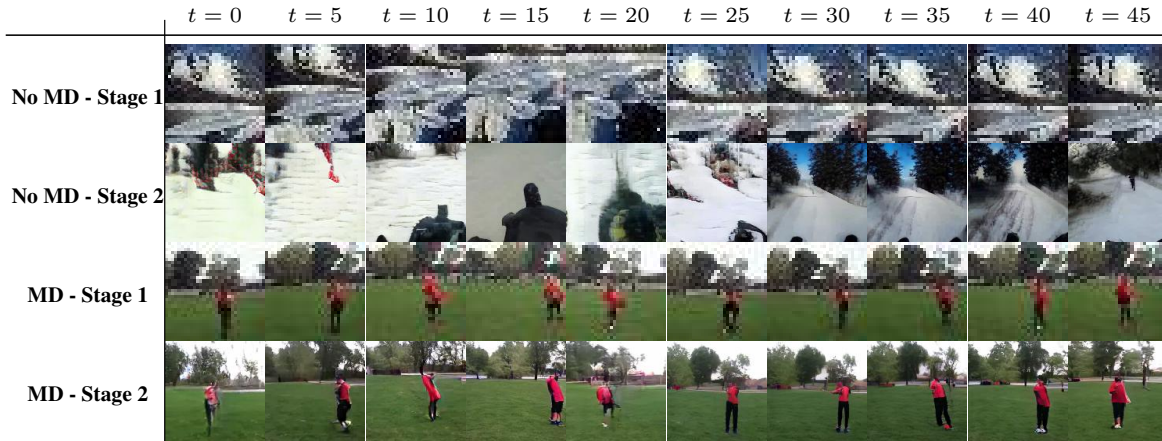 t = 0 t = 5 t = 10 t = 15 t = 20 t = 25 t = 30 t = 35 t = 40 t = 45
No MD - Stage 1
No MD - Stage 2
MD - Stage 1
MD - Stage 2